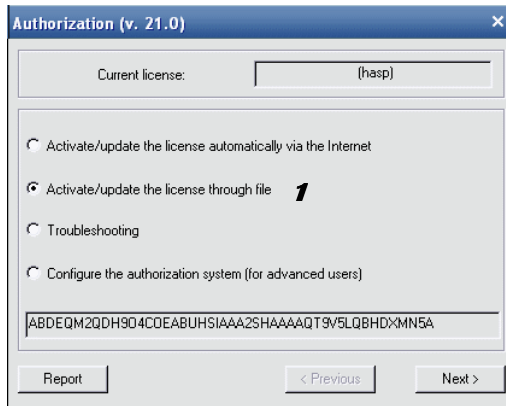 Authorization (v. 21.0)
Current license: (hasp)
Activate/update the license automatically via the Internet
Activate/update the license through file 1
Troubleshooting
Configure the authorization system (for advanced users)
ABDEQM2QDH9O4COEABUHSIAAA2SHAAAAQT9V5LQBHDXMN5A
Report < Previous Next >